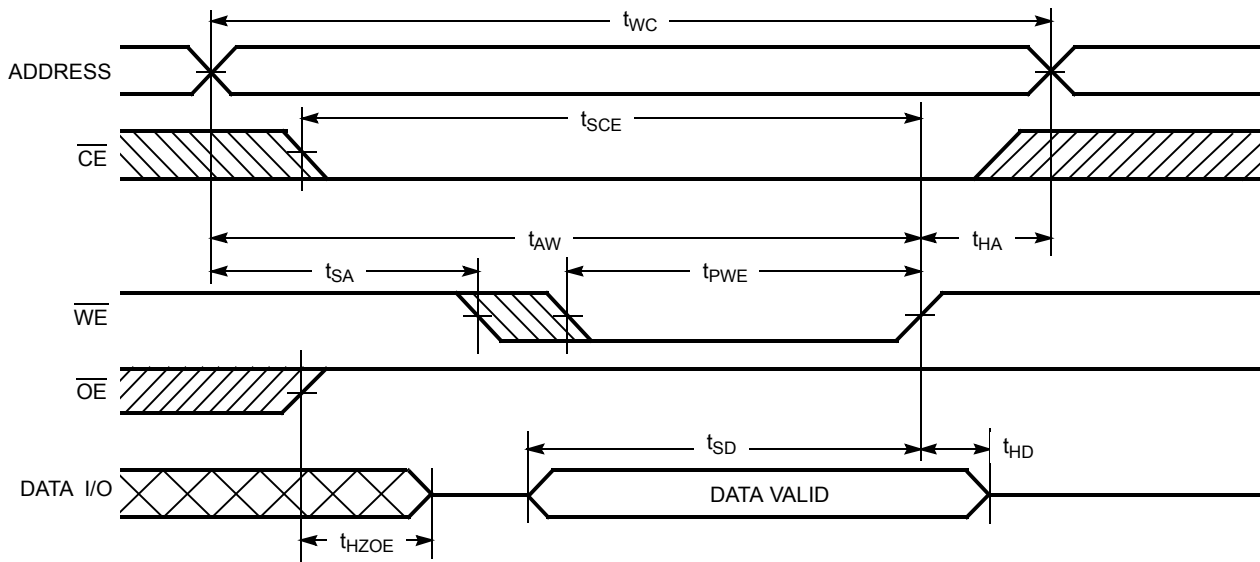 tWC
ADDRESS
tSCE
CE
tAW
tHA
tSA
tPWE
WE
OE
tSD
tHD
DATA I/O
DATA VALID
tHZOE